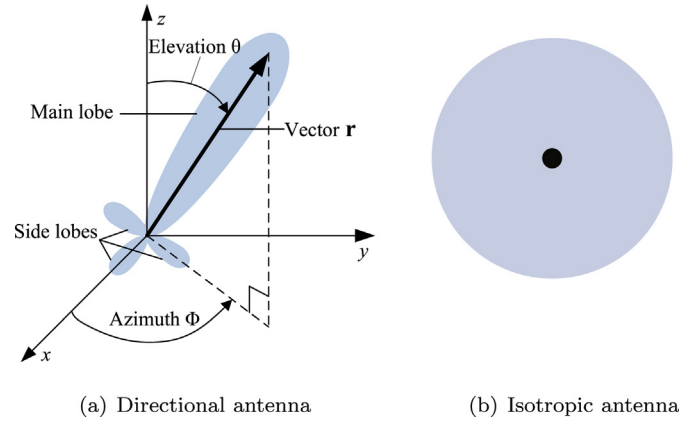 z
Elevation θ
Main lobe
Vector r
Side lobes
y
Azimuth Φ
x
(a) Directional antenna
(b) Isotropic antenna